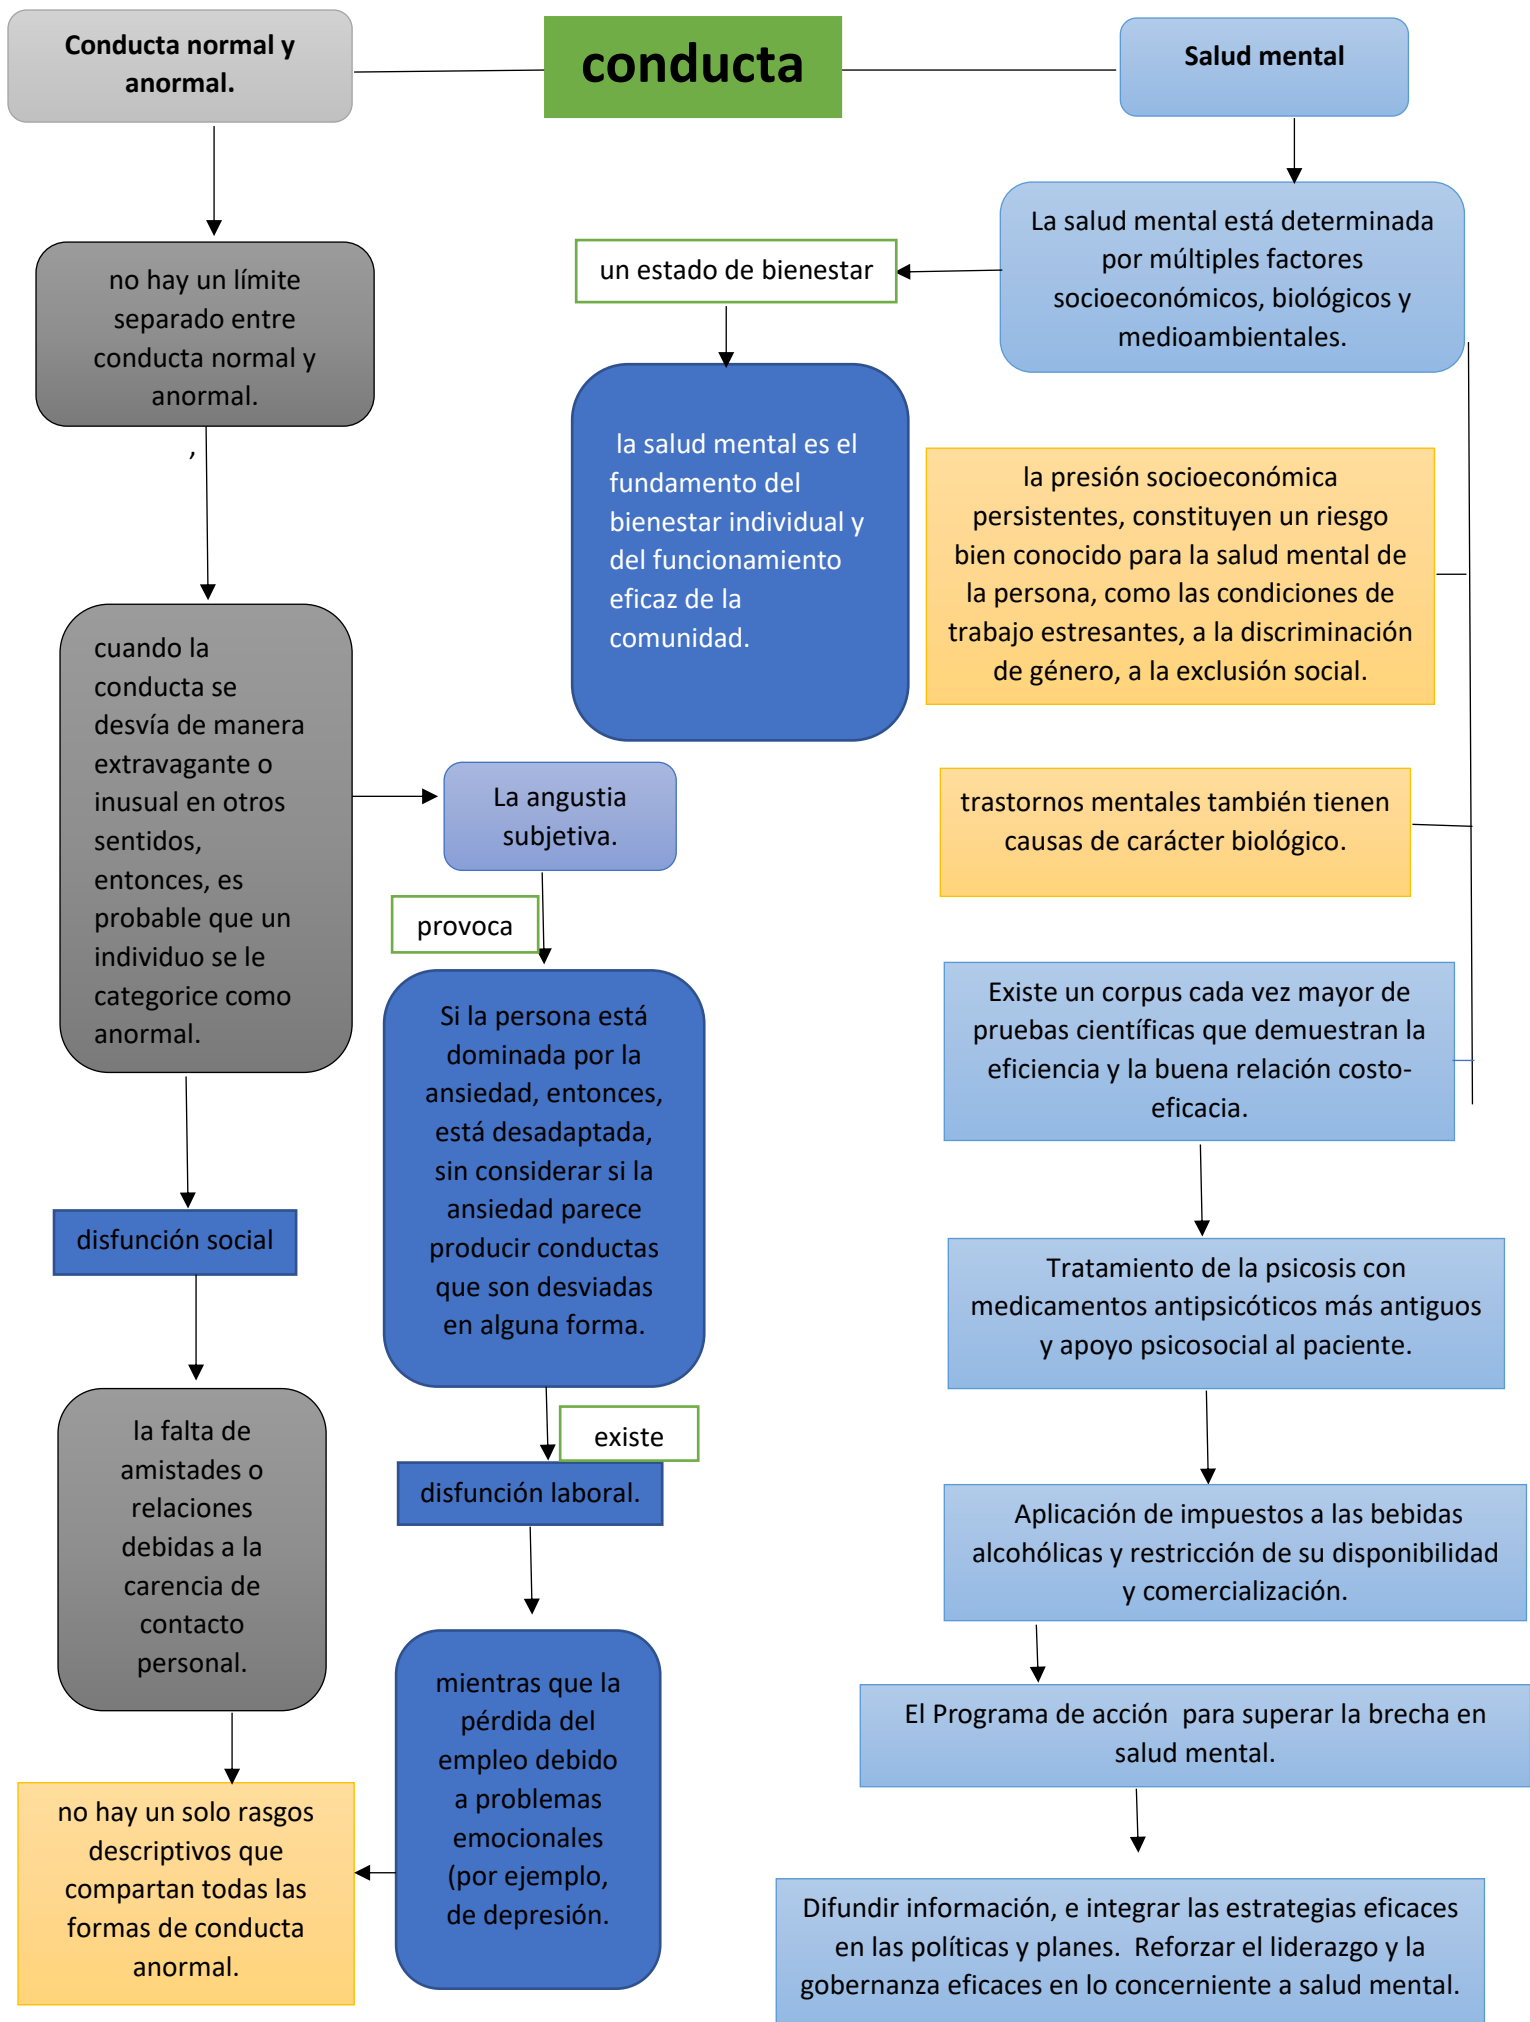 Conducta normal y
anormal.
conducta
Salud mental
no hay un límite
separado entre
conducta normal y
anormal.
,
cuando la
conducta se
desvía de manera
extravagante o
inusual en otros
sentidos,
entonces, es
probable que un
individuo se le
categorice como
anormal.
disfunción social
la falta de
amistades o
relaciones
debidas a la
carencia de
contacto
personal.
no hay un solo rasgos
descriptivos que
compartan todas las
formas de conducta
anormal.
La angustia
subjetiva.
provoca
Si la persona está
dominada por la
ansiedad, entonces,
está desadaptada,
sin considerar si la
ansiedad parece
producir conductas
que son desviadas
en alguna forma.
existe
disfunción laboral.
mientras que la
pérdida del
empleo debido
a problemas
emocionales
(por ejemplo,
de depresión.
La salud mental está determinada
por múltiples factores
socioeconómicos, biológicos y
medioambientales.
un estado de bienestar
la salud mental es el
fundamento del
bienestar individual y
del funcionamiento
eficaz de la
comunidad.
la presión socioeconómica
persistentes, constituyen un riesgo
bien conocido para la salud mental de
la persona, como las condiciones de
trabajo estresantes, a la discriminación
de género, a la exclusión social.
trastornos mentales también tienen
causas de carácter biológico.
Existe un corpus cada vez mayor de
pruebas científicas que demuestran la
eficiencia y la buena relación costo-
eficacia.
Tratamiento de la psicosis con
medicamentos antipsicóticos más antiguos
y apoyo psicosocial al paciente.
Aplicación de impuestos a las bebidas
alcohólicas y restricción de su disponibilidad
y comercialización.
El Programa de acción  para superar la brecha en
salud mental.
Difundir información, e integrar las estrategias eficaces
en las políticas y planes.  Reforzar el liderazgo y la
gobernanza eficaces en lo concerniente a salud mental.